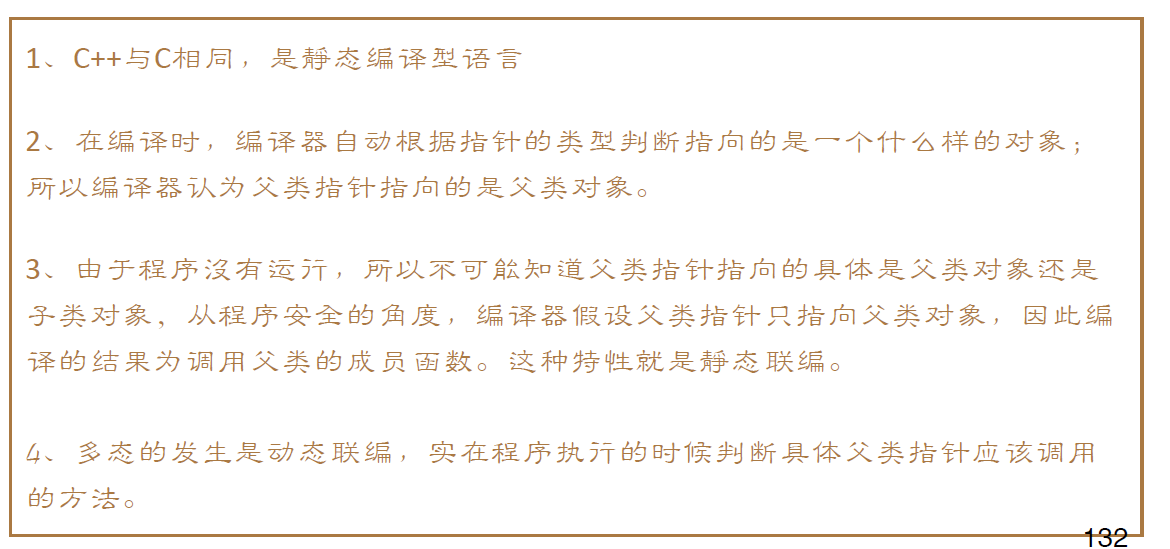 1、C++与C相同，是静态编译型语言
2、在编译时，编译器自动根据指针的类型判断指向的是一个什么样的对象；
所以编译器认为父类指针指向的是父类对象。
3、由于程序没有运行，所以不可能知道父类指针指向的具体是父类对象还是
子类对象、从程序安全的角度，编译器假设父类指针只指向父类对象，因此编
译的结果为调用父类的成员函数。这种特性就是静态联编。
4、多态的发生是动态联编，实在程序执行的时候判断具体父类指针应该调用
的方法。
132